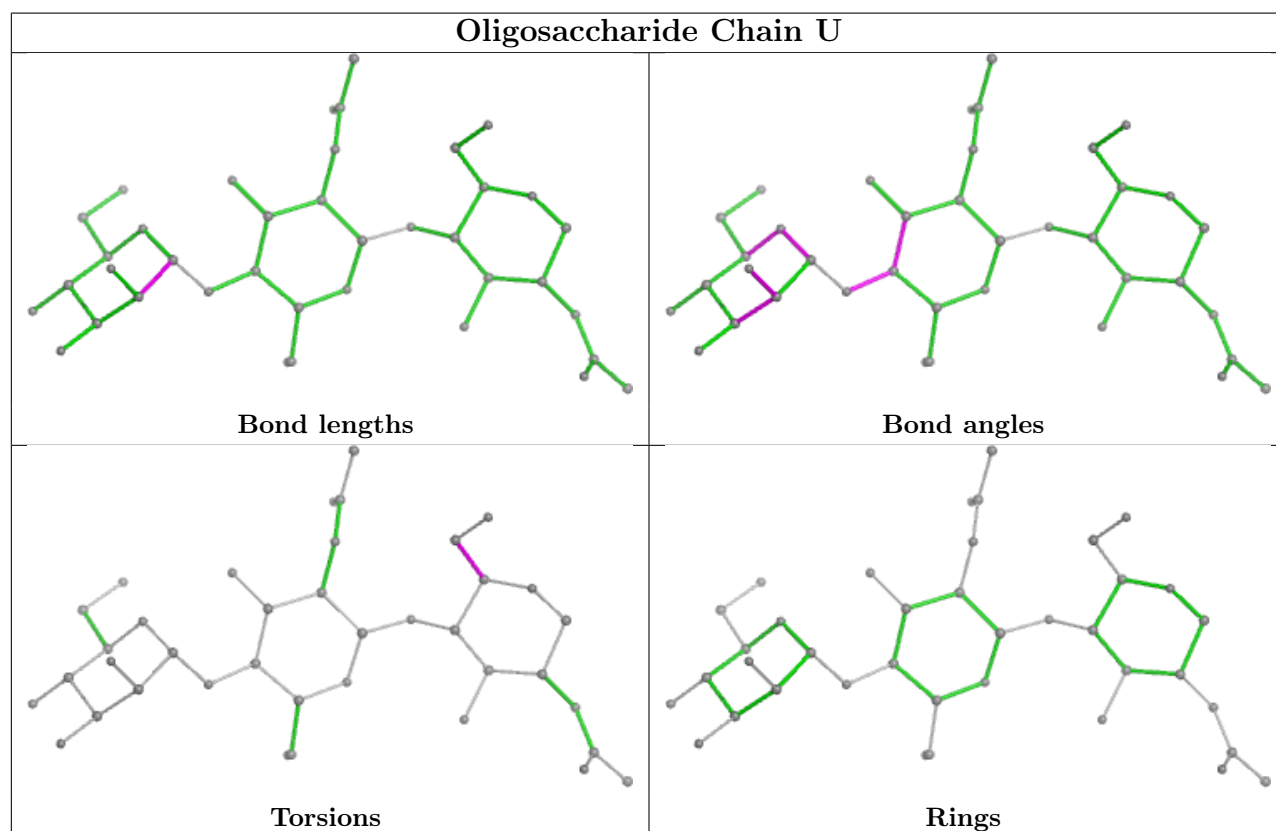 Oligosaccharide Chain U
Bond lengths
Bond angles
Torsions
Rings